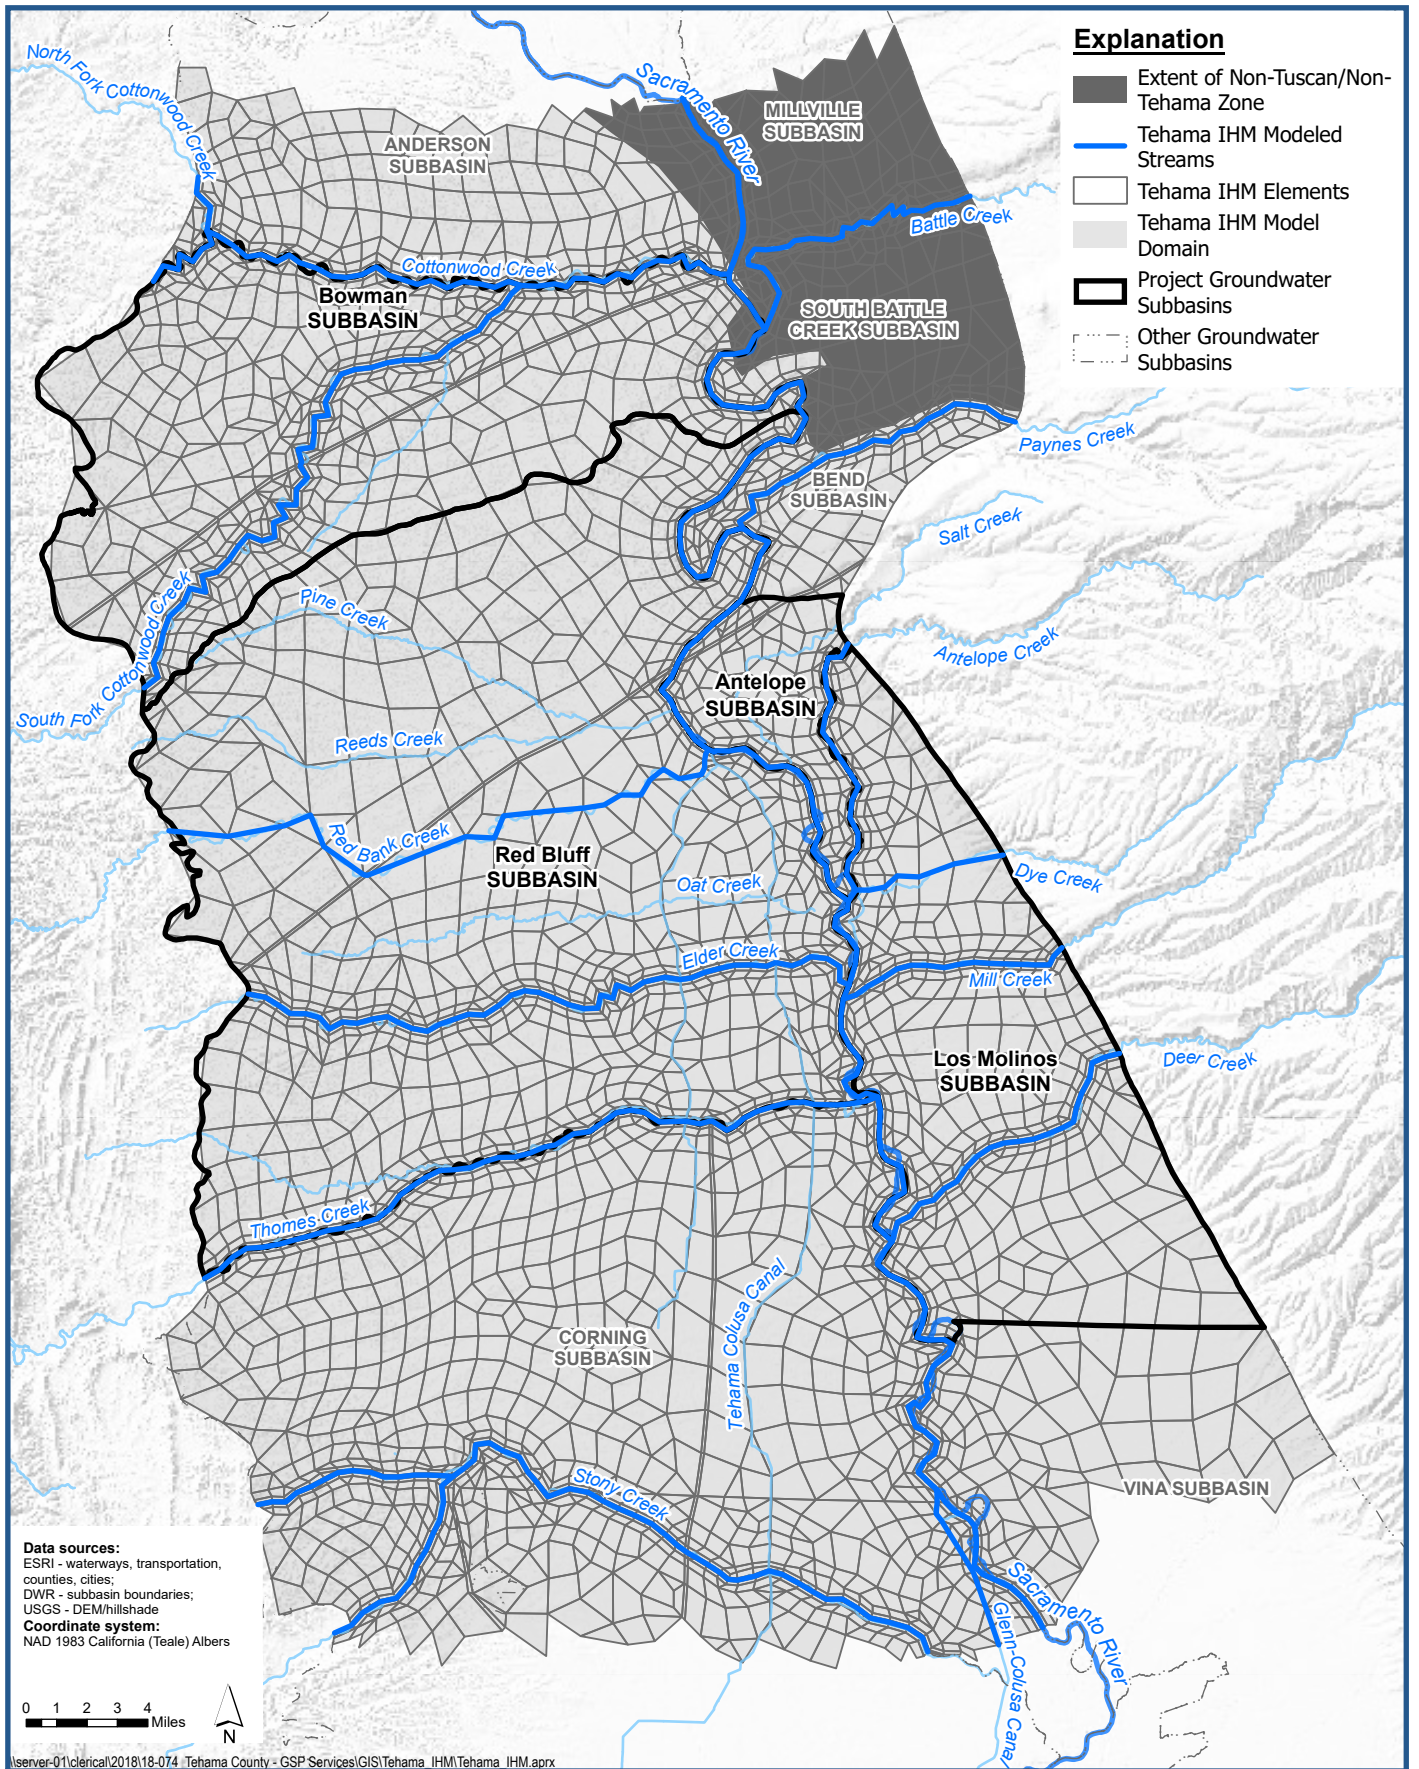 Explanation
Extent of Non-Tuscan/Non-
Tehama Zone
Tehama IHM Modeled
Streams
Tehama IHM Elements
Tehama IHM Model
Domain
Project Groundwater
Subbasins
Other Groundwater
Subbasins
North Fork Cottonwood Creek
Sacramento River
MILLVILLE
SUBBASIN
ANDERSON
SUBBASIN
Battle Creek
Cottonwood Creek
Bowman
SUBBASIN
SOUTH BATTLE
CREEK SUBBASIN
Paynes Creek
BEND
SUBBASIN
Salt Creek
Pine Creek
Antelope Creek
South Fork Cottonwood Creek
Antelope
SUBBASIN
Reeds Creek
Red Bank Creek
Red Bluff
SUBBASIN
Oat Creek
Dye Creek
Elder Creek
Mill Creek
Los Molinos
SUBBASIN
Deer Creek
Thomes Creek
Tehama Colusa Canal
CORNING
SUBBASIN
Stony Creek
VINA SUBBASIN
Sacramento River
Glenn-Colusa Canal
Data sources:
ESRI - waterways, transportation,
counties, cities;
DWR - subbasin boundaries;
USGS - DEM/hillshade
Coordinate system:
NAD 1983 California (Teale) Albers
0 1 2 3 4
Miles
N
\\server-01\clerical\2018\18-074_Tehama County - GSP Services\GIS\Tehama_IHM\Tehama_IHM.aprx